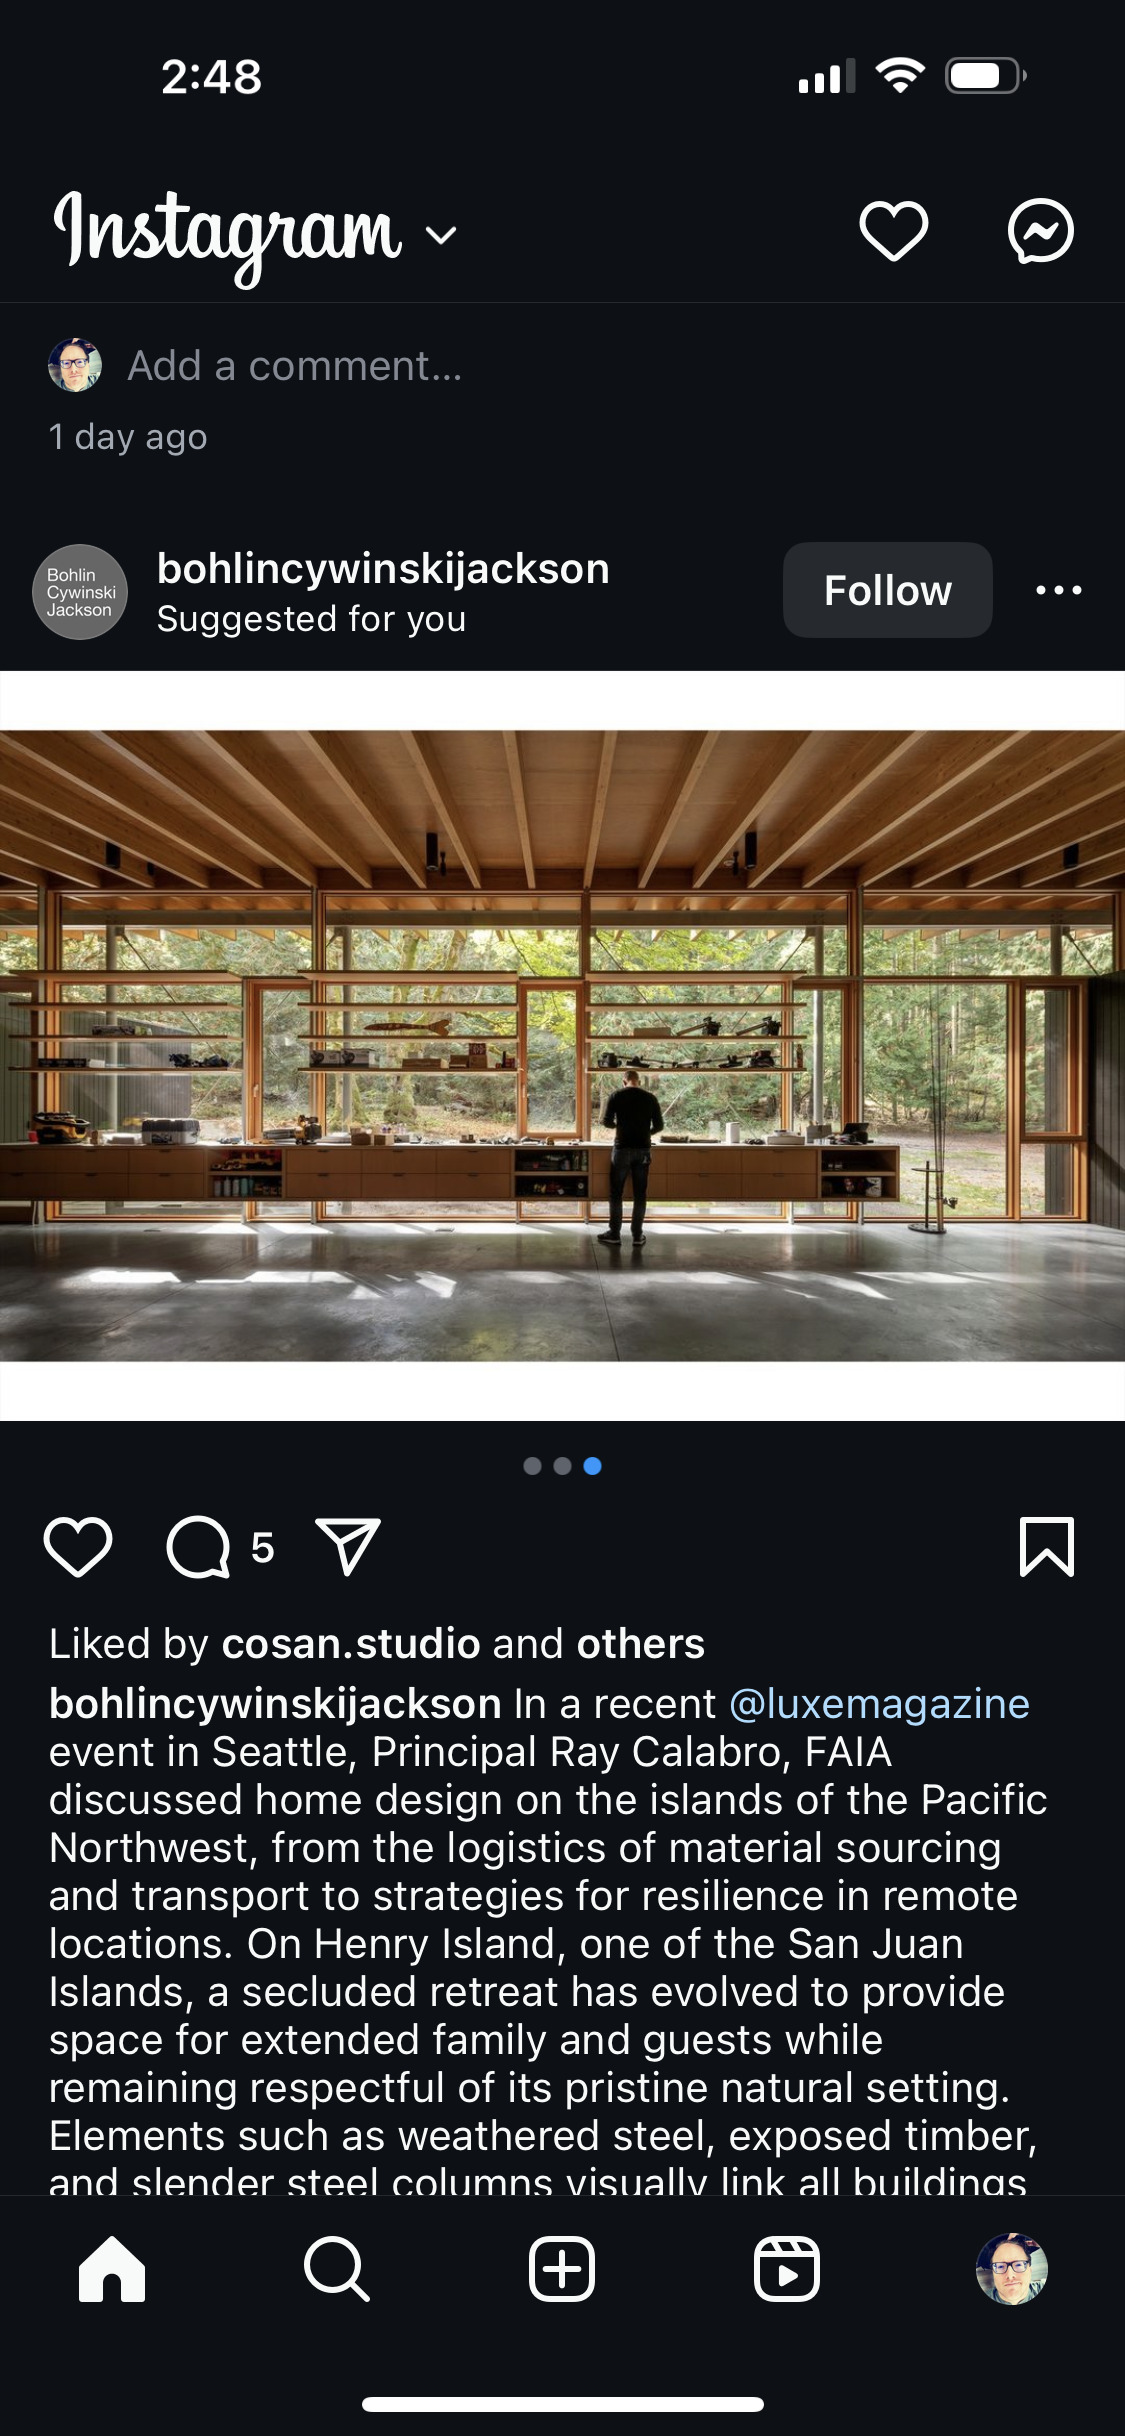 2:48
Instagram
Add a comment...
1 day ago
Bohlin
Cywinski
Jackson
bohlincywinskijackson
Suggested for you
Follow
5
Liked by cosan.studio and others
bohlincywinskijackson In a recent @luxemagazine
event in Seattle, Principal Ray Calabro, FAIA
discussed home design on the islands of the Pacific
Northwest, from the logistics of material sourcing
and transport to strategies for resilience in remote
locations. On Henry Island, one of the San Juan
Islands, a secluded retreat has evolved to provide
space for extended family and guests while
remaining respectful of its pristine natural setting.
Elements such as weathered steel, exposed timber,
and slender steel columns visually link all buildings